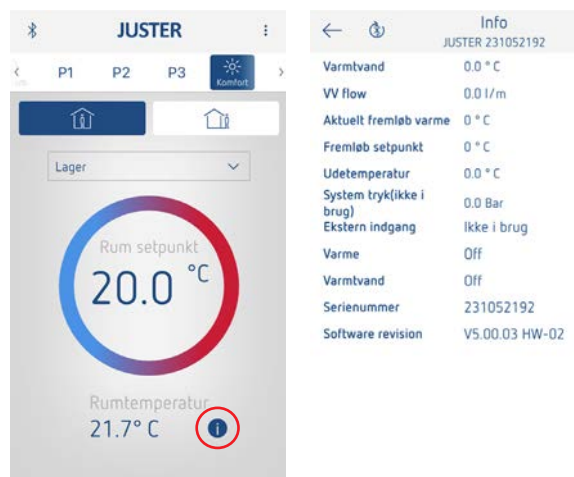 JUSTER
P1 P2 P3 Komfort
Lager
Rum setpunkt
20.0 °C
Rumtemperatur
21.7° C
i
Info
JUSTER 231052192
Varmtvand 0.0 ° C
VV flow 0.0 l/m
Aktuelt fremløb varme 0 ° C
Fremløb setpunkt 0 ° C
Udetemperatur 0.0 ° C
System tryk(ikke i
brug) 0.0 Bar
Ekstern indgang Ikke i brug
Varme Off
Varmtvand Off
Serienummer 231052192
Software revision V5.00.03 HW-02